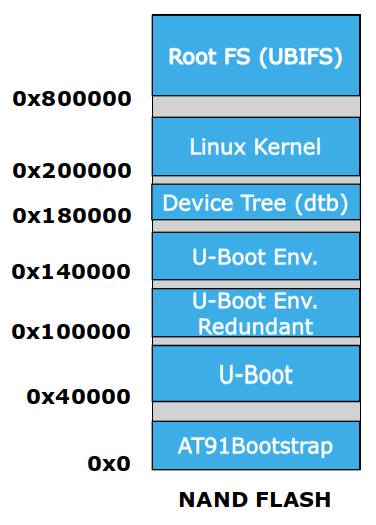 Root FS (UBIFS)
0x800000
Linux Kernel
0x200000
Device Tree (dtb)
0x180000
U-Boot Env.
0x140000
U-Boot Env.
Redundant
0x100000
U-Boot
0x40000
AT91Bootstrap
0x0
NAND FLASH